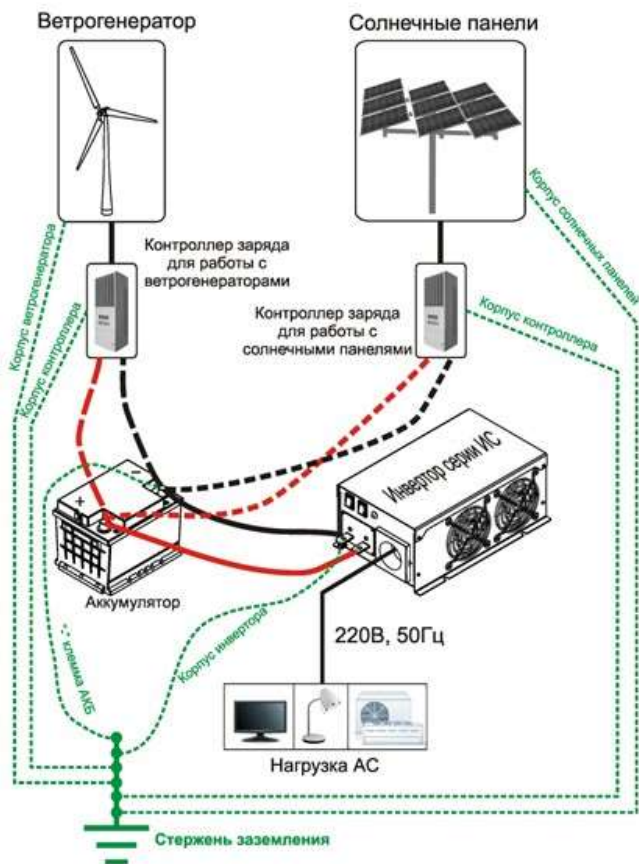 Ветрогенератор
Солнечные панели
Контроллер заряда
для работы с
ветрогенераторами
Контроллер заряда
для работы с
солнечными панелями
Корпус ветрогенератора
Корпус контроллера
Корпус солнечных панелей
Корпус контроллера
Инвертор серии ИС
+
-
Аккумулятор
"-" клемма АКБ
Корпус инвертора
220В, 50Гц
Нагрузка АС
Стержень заземления